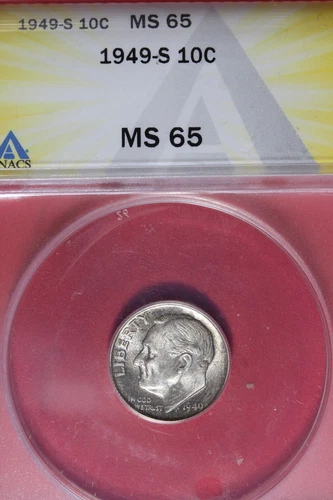 1949-S 10C MS 65
1949-S 10C
MS 65
ANACS
LIBERTY
IN GOD
WE TRUST
1949